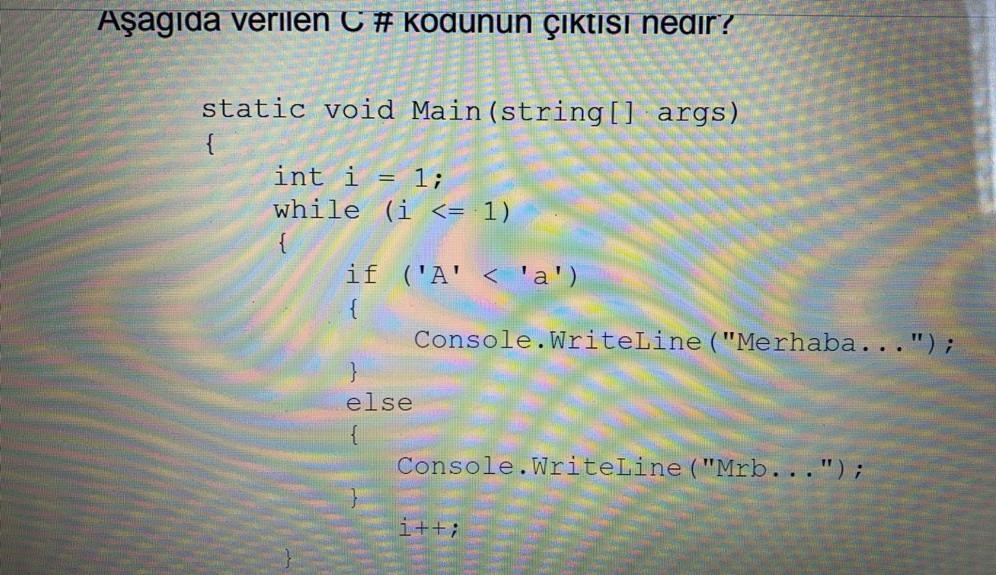 Aşağıda verilen C # kodunun çıktısı nedir?
static void Main(string[] args)
{
int i = 1;
while (i <= 1)
{
if ('A' < 'a')
{
Console.WriteLine("Merhaba...");
}
else
{
Console.WriteLine("Mrb...");
}
i++;
}